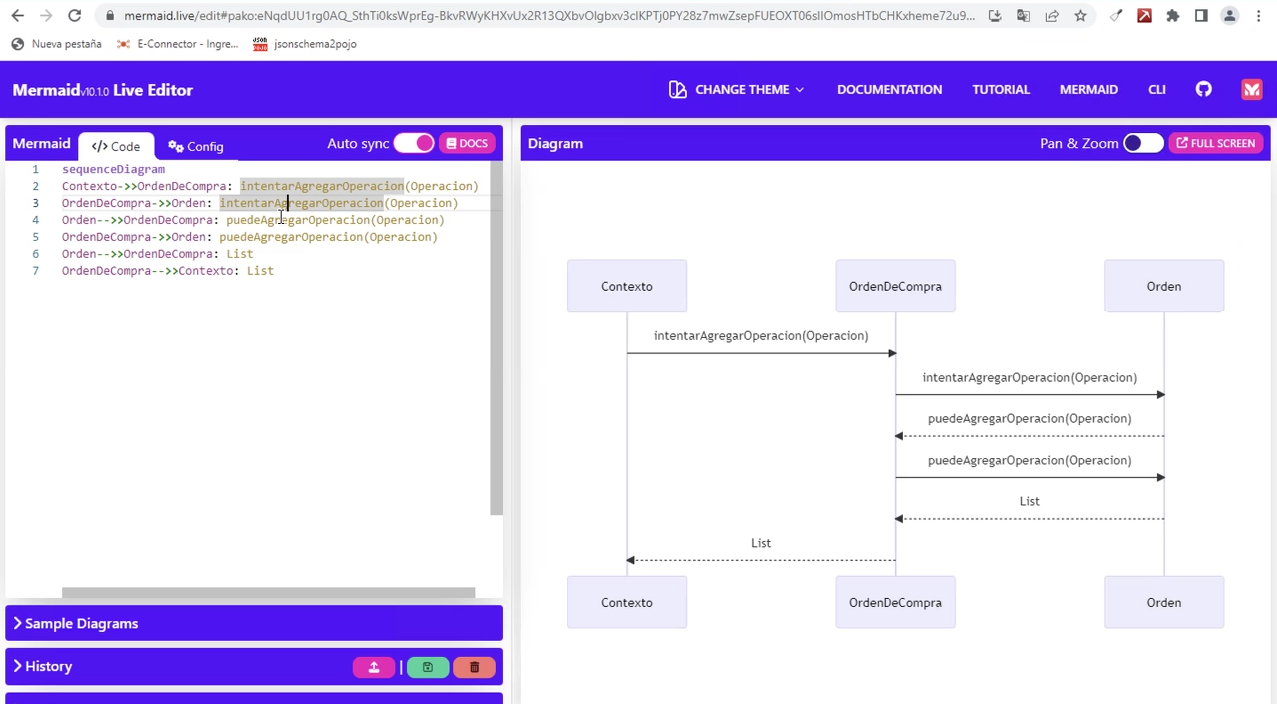 mermaid.live/edit#pako:eNqdUU1rg0AQ_SthTi0ksWprEg-BkvRWyKHXvUx2R13QXbvOlgbxv3clKPTj0PY28z7mwZsepFUEOXT06slIOmosHTbCHKxheme72u9...
Nueva pestaña
E-Connector - Ingre...
JSON POJO
jsonschema2pojo
Mermaid v10.1.0 Live Editor
CHANGE THEME
DOCUMENTATION
TUTORIAL
MERMAID
CLI
Mermaid
</> Code
Config
Auto sync
DOCS
1 sequenceDiagram
2 Contexto->>OrdenDeCompra: intentarAgregarOperacion(Operacion)
3 OrdenDeCompra->>Orden: intentarAgregarOperacion(Operacion)
4 Orden-->>OrdenDeCompra: puedeAgregarOperacion(Operacion)
5 OrdenDeCompra->>Orden: puedeAgregarOperacion(Operacion)
6 Orden-->>OrdenDeCompra: List
7 OrdenDeCompra-->>Contexto: List
Sample Diagrams
History
Diagram
Pan & Zoom
FULL SCREEN
Contexto
OrdenDeCompra
Orden
intentarAgregarOperacion(Operacion)
intentarAgregarOperacion(Operacion)
puedeAgregarOperacion(Operacion)
puedeAgregarOperacion(Operacion)
List
List
Contexto
OrdenDeCompra
Orden